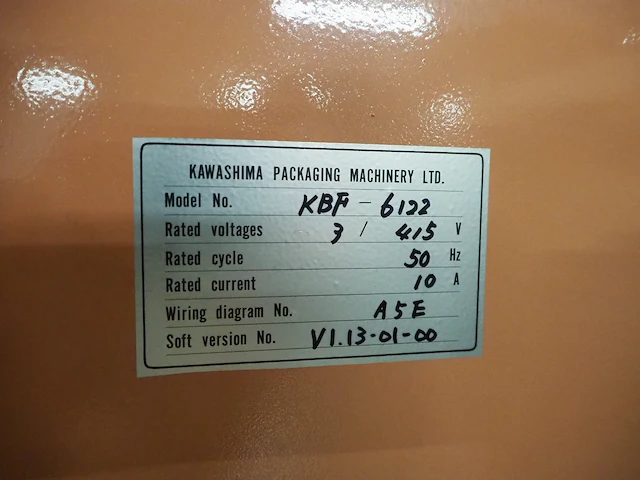 KAWASHIMA PACKAGING MACHINERY LTD.
Model No. KBF-6122
Rated voltages 3 / 415 V
Rated cycle 50 Hz
Rated current 10 A
Wiring diagram No. A5E
Soft version No. V1.13-01-00